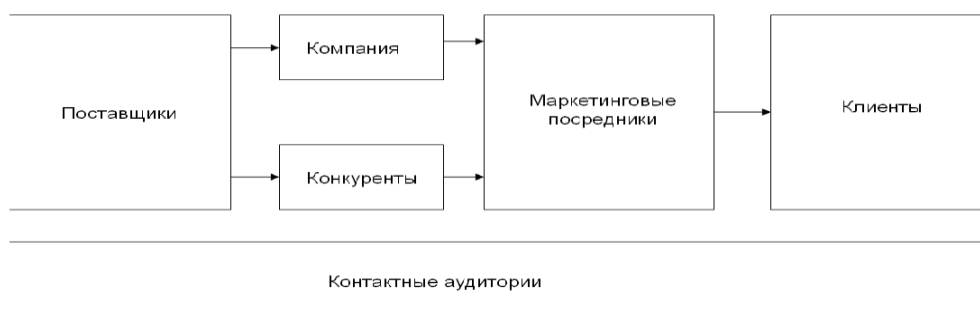 Компания
Поставщики
Маркетинговые
посредники
Клиенты
Конкуренты
Контактные аудитории